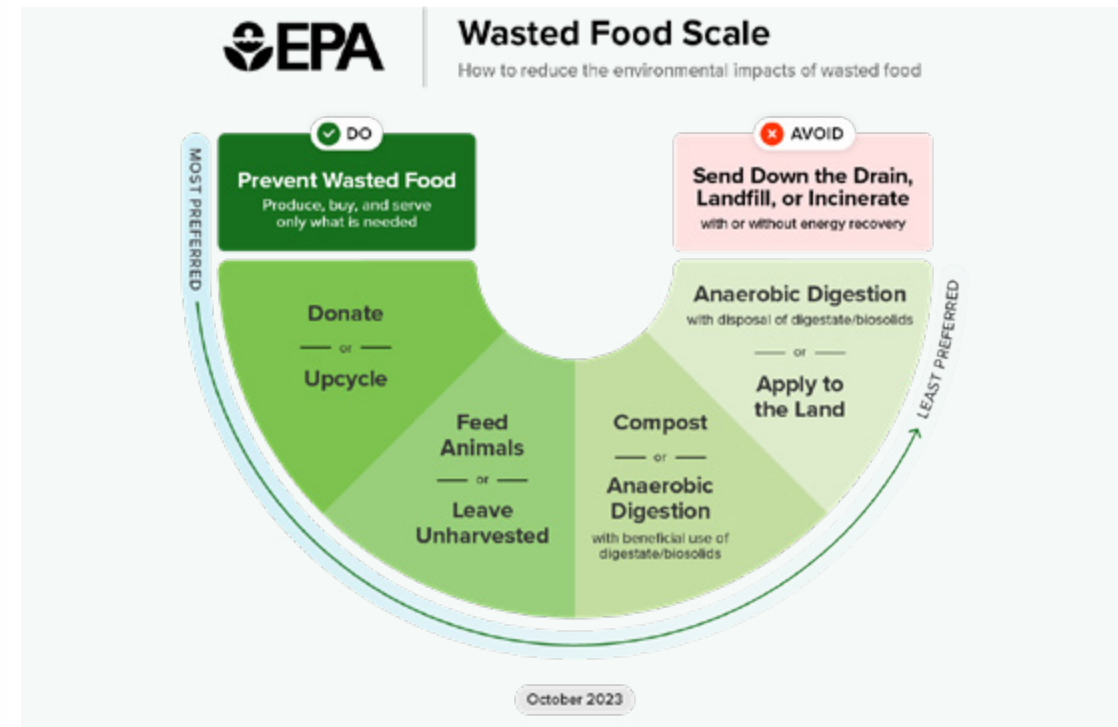 EPA
Wasted Food Scale
How to reduce the environmental impacts of wasted food
DO
Prevent Wasted Food
Produce, buy, and serve
only what is needed
AVOID
Send Down the Drain,
Landfill, or Incinerate
with or without energy recovery
MOST PREFERRED
Donate
or
Upcycle
Feed
Animals
or
Leave
Unharvested
Compost
or
Anaerobic
Digestion
with beneficial use of
digestate/biosolids
Anaerobic Digestion
with disposal of digestate/biosolids
or
Apply to
the Land
LEAST PREFERRED
October 2023